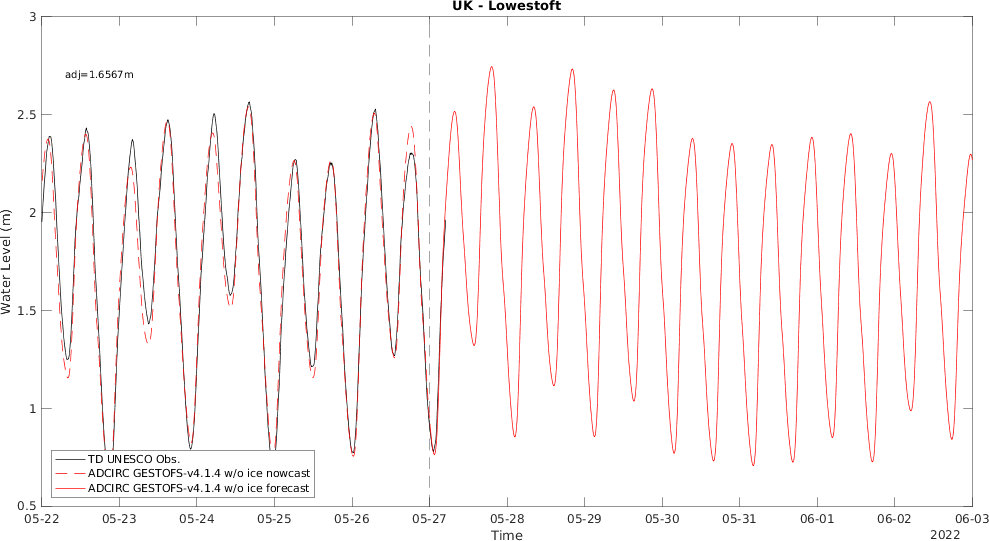 UK - Lowestoft
3
adj=1.6567m
2.5
2
Water Level (m)
1.5
1
TD UNESCO Obs.
ADCIRC GESTOFS-v4.1.4 w/o ice nowcast
ADCIRC GESTOFS-v4.1.4 w/o ice forecast
0.5
05-22 05-23 05-24 05-25 05-26 05-27 05-28 05-29 05-30 05-31 06-01 06-02 06-03
Time
2022